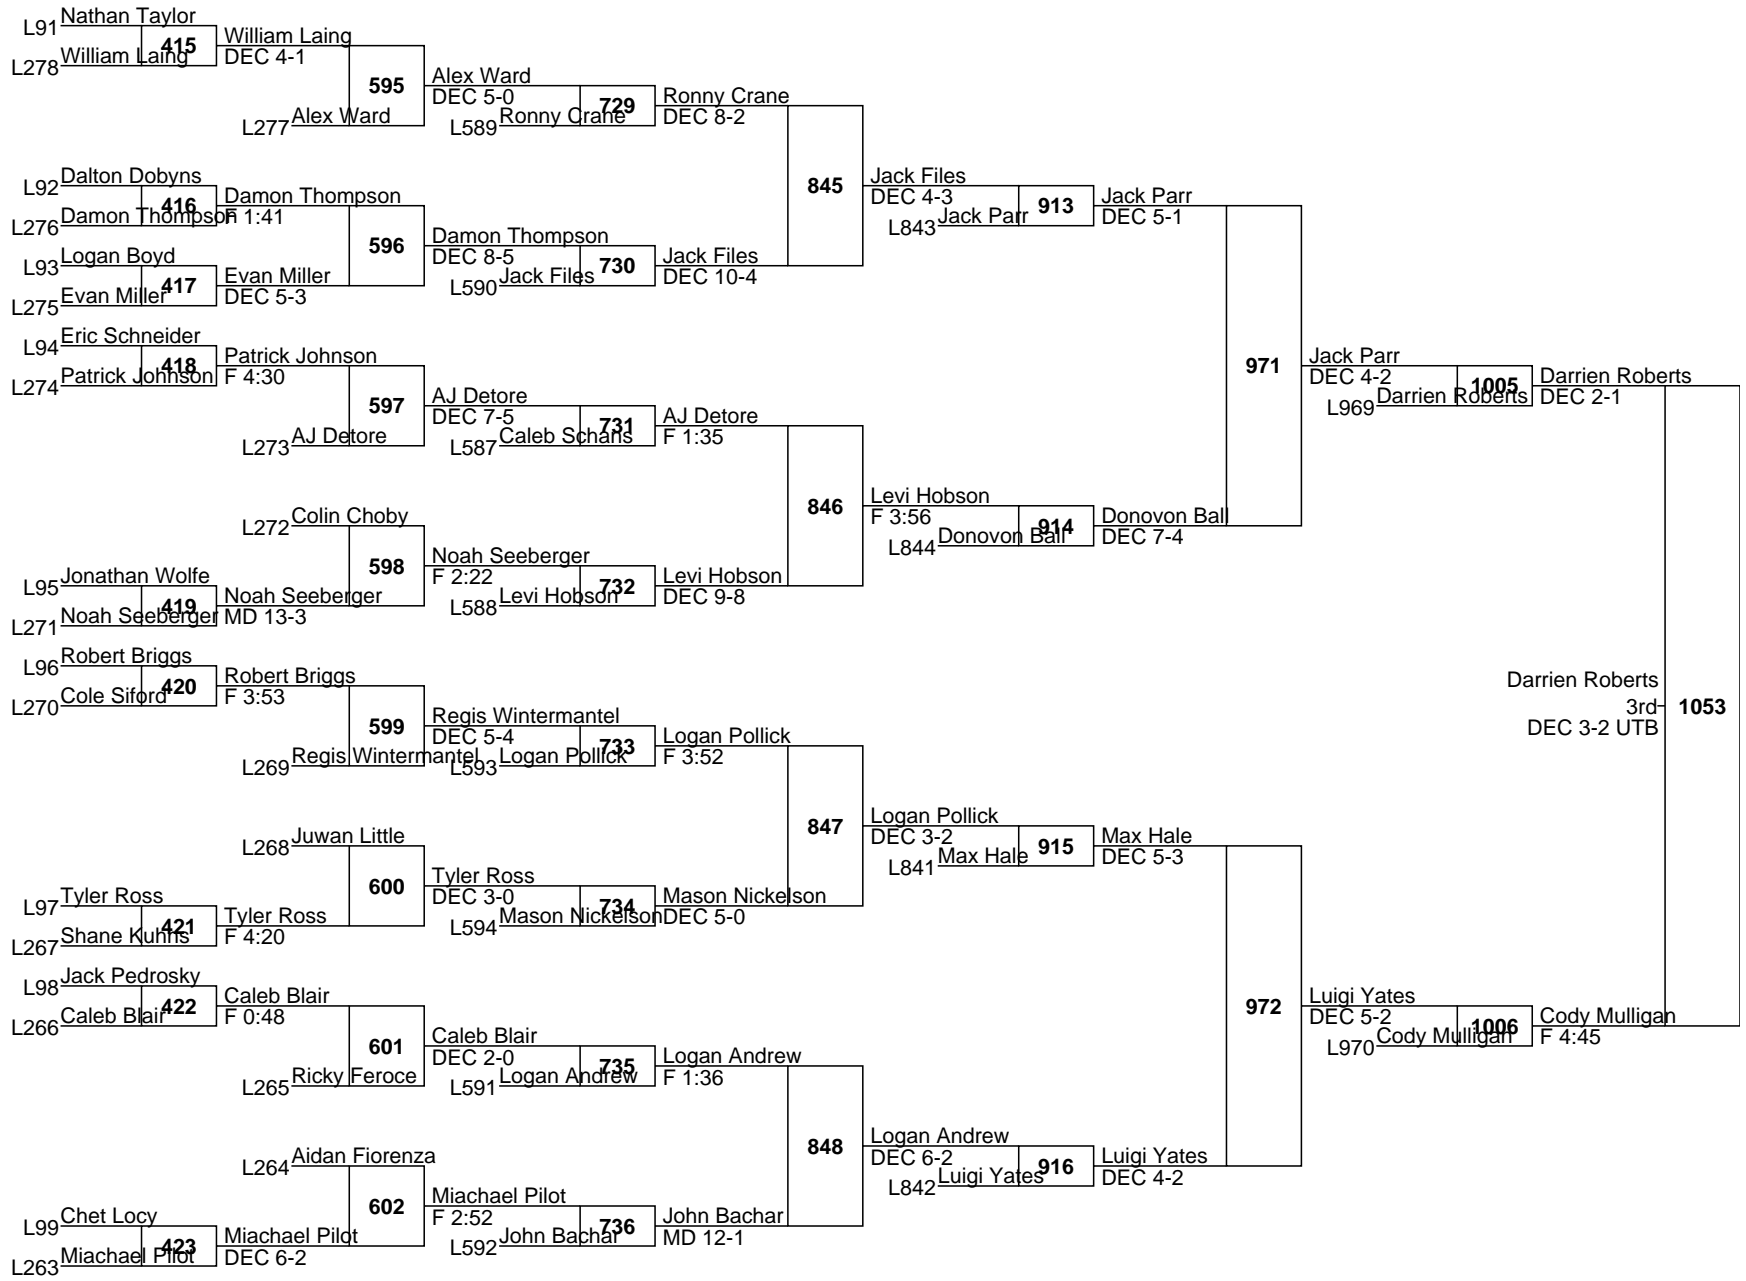 Nathan Taylor
L91
415
William Laing
DEC 4-1
William Laing
L278
595
Alex Ward
DEC 5-0
Alex Ward
L277
729
Ronny Crane
DEC 8-2
Ronny Crane
L589
845
Jack Files
DEC 4-3
Dalton Dobyns
L92
416
Damon Thompson
F 1:41
Damon Thompson
L276
596
Damon Thompson
DEC 8-5
Logan Boyd
L93
417
Evan Miller
DEC 5-3
Evan Miller
L275
730
Jack Files
DEC 10-4
Jack Files
L590
913
Jack Parr
DEC 5-1
Jack Parr
L843
Eric Schneider
L94
418
Patrick Johnson
F 4:30
Patrick Johnson
L274
597
AJ Detore
DEC 7-5
AJ Detore
L273
731
AJ Detore
F 1:35
Caleb Scharis
L587
971
Jack Parr
DEC 4-2
1005
Darrien Roberts
DEC 2-1
Darrien Roberts
L969
846
Levi Hobson
F 3:56
914
Donovon Ball
DEC 7-4
Donovon Ball
L844
Colin Choby
L272
598
Noah Seeberger
F 2:22
Jonathan Wolfe
L95
419
Noah Seeberger
MD 13-3
Noah Seeberger
L271
732
Levi Hobson
DEC 9-8
Levi Hobson
L588
Robert Briggs
L96
420
Robert Briggs
F 3:53
Cole Siford
L270
599
Regis Wintermantel
DEC 5-4
Regis Wintermantel
L269
733
Logan Pollick
F 3:52
Logan Pollick
L593
Darrien Roberts
3rd
DEC 3-2 UTB
1053
847
Logan Pollick
DEC 3-2
915
Max Hale
DEC 5-3
Max Hale
L841
Juwan Little
L268
600
Tyler Ross
DEC 3-0
Tyler Ross
L97
421
Tyler Ross
F 4:20
Shane Kuhns
L267
734
Mason Nickelson
DEC 5-0
Mason Nickelson
L594
Jack Pedrosky
L98
422
Caleb Blair
F 0:48
Caleb Blair
L266
601
Caleb Blair
DEC 2-0
Ricky Feroce
L265
735
Logan Andrew
F 1:36
Logan Andrew
L591
972
Luigi Yates
DEC 5-2
1006
Cody Mulligan
F 4:45
Cody Mulligan
L970
848
Logan Andrew
DEC 6-2
916
Luigi Yates
DEC 4-2
Luigi Yates
L842
Aidan Fiorenza
L264
602
Miachael Pilot
F 2:52
Chet Locy
L99
423
Miachael Pilot
DEC 6-2
Miachael Pilot
L263
736
John Bachar
MD 12-1
John Bachar
L592